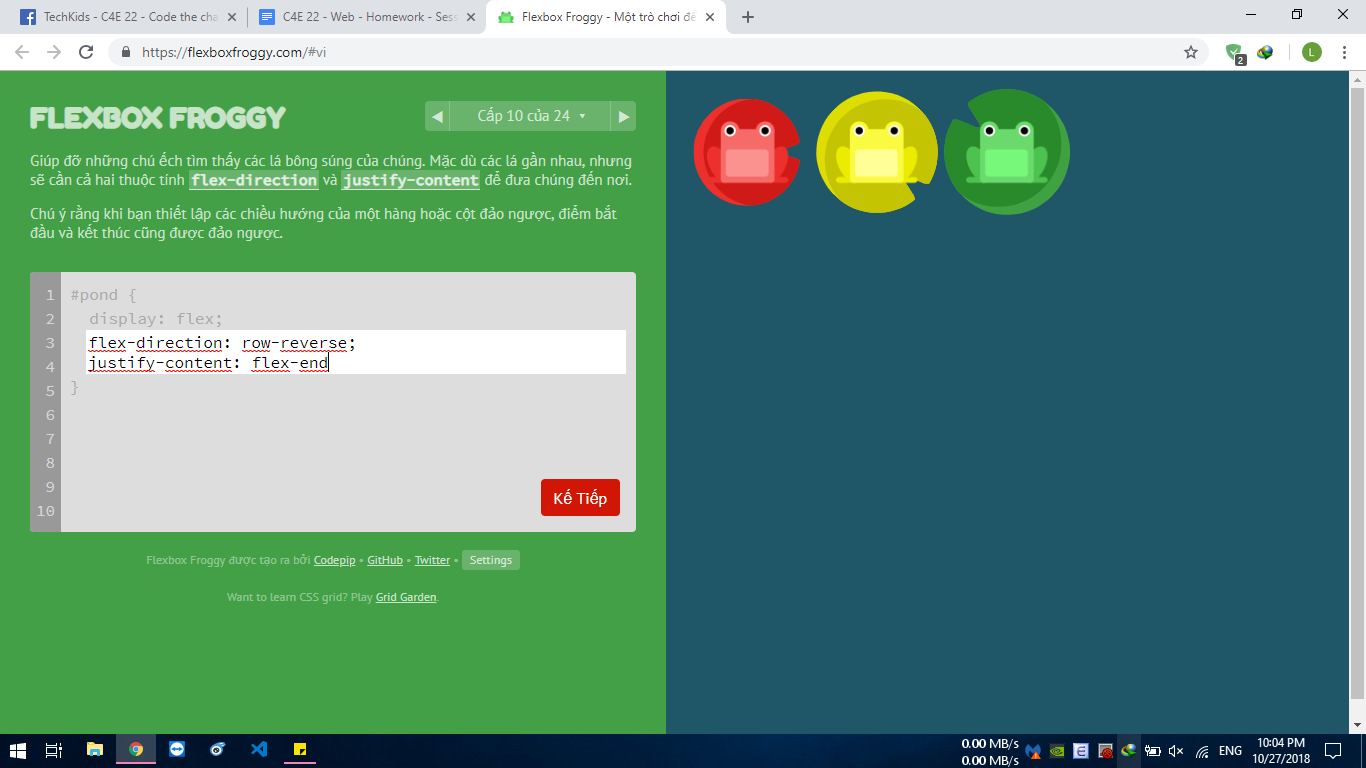 TechKids - C4E 22 - Code the cha
C4E 22 - Web - Homework - Sess
Flexbox Froggy - Một trò chơi để
https://flexboxfroggy.com/#vi
2
L
FLEXBOX FROGGY
Cấp 10 của 24
Giúp đỡ những chú ếch tìm thấy các lá bông súng của chúng. Mặc dù các lá gần nhau, nhưng
sẽ cần cả hai thuộc tính flex-direction và justify-content để đưa chúng đến nơi.
Chú ý rằng khi bạn thiết lập các chiều hướng của một hàng hoặc cột đảo ngược, điểm bắt
đầu và kết thúc cũng được đảo ngược.
1 #pond {
2 display: flex;
3 flex-direction: row-reverse;
4 justify-content: flex-end
5 }
6
7
8
9
10
Kế Tiếp
Flexbox Froggy được tạo ra bởi Codepip • GitHub • Twitter • Settings
Want to learn CSS grid? Play Grid Garden.
0.00 MB/s
0.00 MB/s
ENG
10:04 PM
10/27/2018